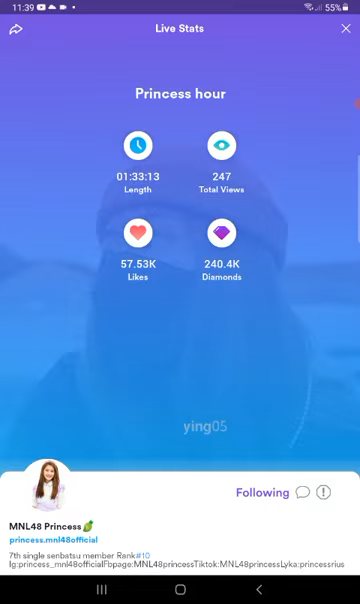 11:39
55%
Live Stats
Princess hour
01:33:13
Length
247
Total Views
57.53K
Likes
240.4K
Diamonds
ying05
Following
MNL48 Princess
princess.mnl48official
7th single senbatsu member Rank#10
Ig:princess_mnl48officialFbpage:MNL48princessTiktok:MNL48princessLyka:princessrius